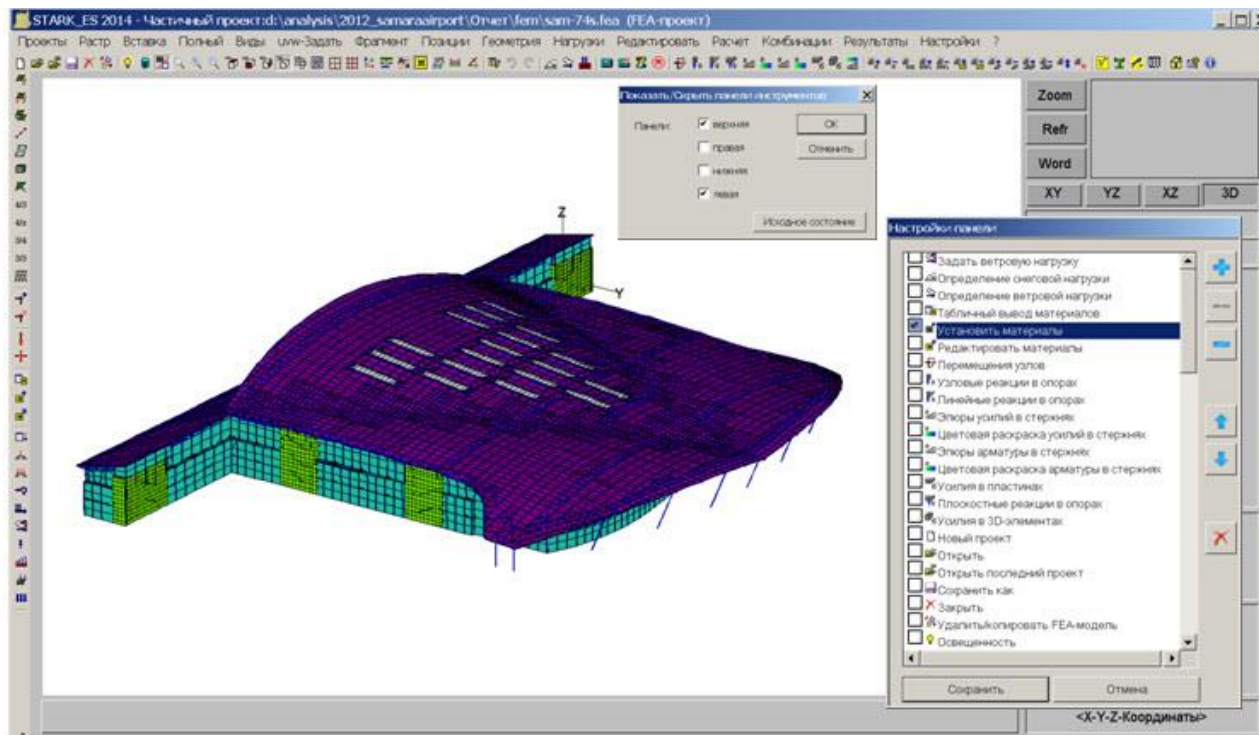 STARK_ES 2014 - Частичный проект:d:\analysis\2012_samaraairport\Отчет\fem\sam-74s.fea (FEA-проект)
Проекты Растр Вставка Полный Виды uvw-Задать Фрагмент Позиции Геометрия Нагрузки Редактировать Расчет Комбинации Результаты Настройки ?
Показать/Скрыть панели инструментов
Панели:
верхняя
правая
нижняя
левая
OK
Отменить
Исходное состояние
Zoom
Refr
Word
XY YZ XZ 3D
Z
Y
Настройки панели
Задать ветровую нагрузку
Определение снеговой нагрузки
Определение ветровой нагрузки
Табличный вывод материалов
Установить материалы
Редактировать материалы
Перемещения узлов
Узловые реакции в опорах
Линейные реакции в опорах
Эпюры усилий в стержнях
Цветовая раскраска усилий в стержнях
Эпюры арматуры в стержнях
Цветовая раскраска арматуры в стержнях
Усилия в пластинах
Плоскостные реакции в опорах
Усилия в 3D-элементах
Новый проект
Открыть
Открыть последний проект
Сохранить как
Закрыть
Удалить/копировать FEA-модель
Освещенность
Сохранить
Отмена
<X-Y-Z-Координаты>